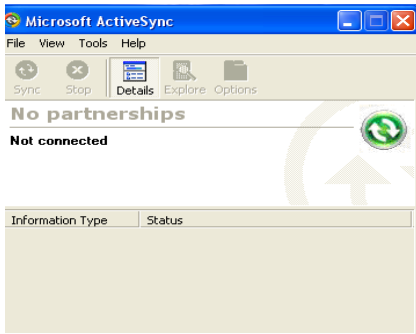 Microsoft ActiveSync
File View Tools Help
Sync Stop Details Explore Options
No partnerships
Not connected
Information Type Status